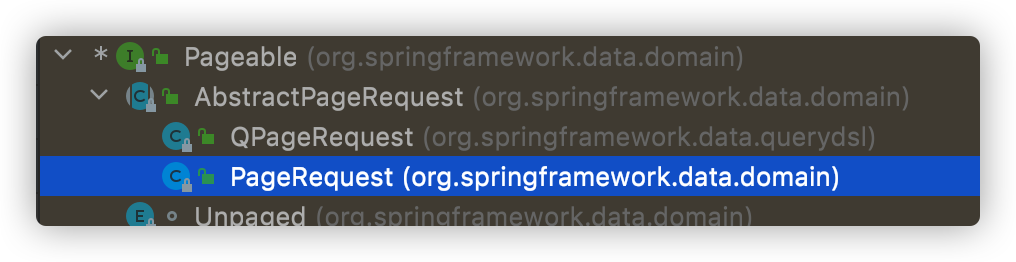 * I Pageable (org.springframework.data.domain)
C AbstractPageRequest (org.springframework.data.domain)
C QPageRequest (org.springframework.data.querydsl)
C PageRequest (org.springframework.data.domain)
E Unpaged (org.springframework.data.domain)